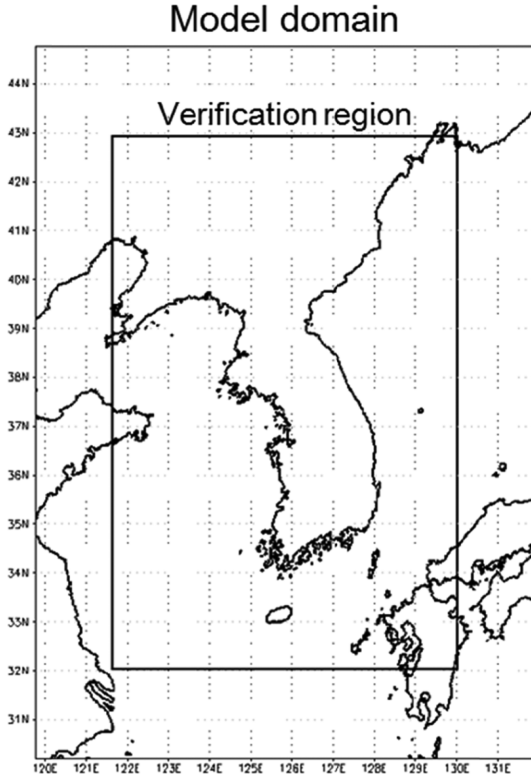 Model domain
Verification region
44N
43N
42N
41N
40N
39N
38N
37N
36N
35N
34N
33N
32N
31N
120E 121E 122E 123E 124E 125E 126E 127E 128E 129E 130E 131E